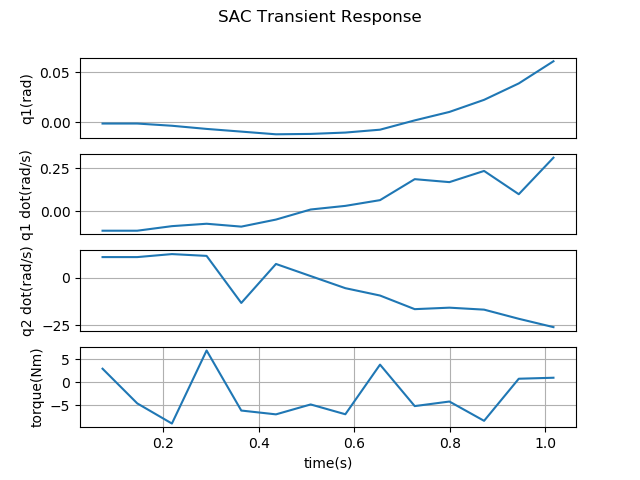 SAC Transient Response
q1(rad)
0.05
0.00
q1 dot(rad/s)
0.25
0.00
q2 dot(rad/s)
0
−25
torque(Nm)
5
0
−5
0.2 0.4 0.6 0.8 1.0
time(s)